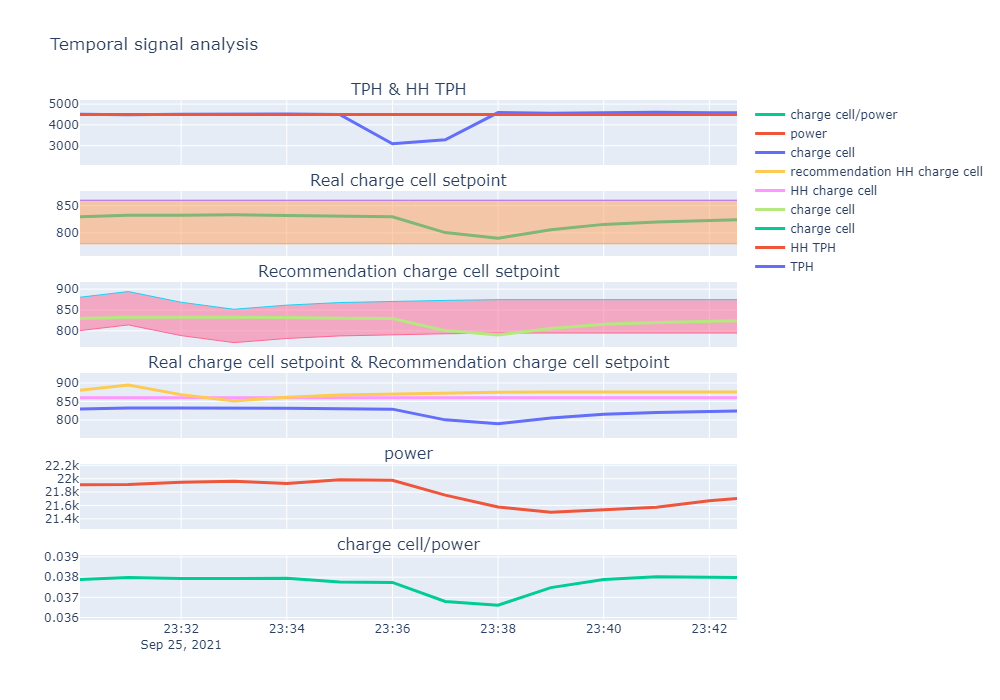 Temporal signal analysis
TPH & HH TPH
5000
4000
3000
Real charge cell setpoint
850
800
Recommendation charge cell setpoint
900
850
800
Real charge cell setpoint & Recommendation charge cell setpoint
900
850
800
power
22.2k
22k
21.8k
21.6k
21.4k
charge cell/power
0.039
0.038
0.037
0.036
23:32 23:34 23:36 23:38 23:40 23:42
Sep 25, 2021
charge cell/power
power
charge cell
recommendation HH charge cell
HH charge cell
charge cell
charge cell
HH TPH
TPH